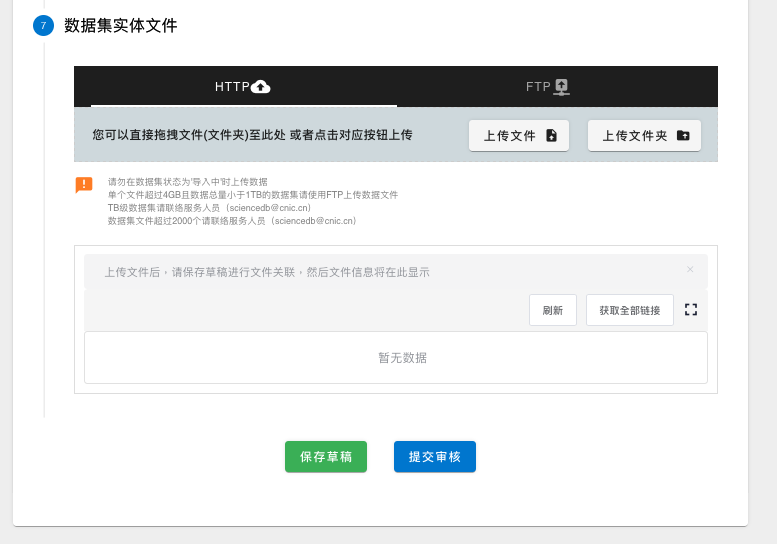 7 数据集实体文件
HTTP
FTP
您可以直接拖拽文件(文件夹)至此处 或者点击对应按钮上传
上传文件
上传文件夹
请勿在数据集状态为'导入中'时上传数据
单个文件超过4GB且数据总量小于1TB的数据集请使用FTP上传数据文件
TB级数据集请联络服务人员（sciencedb@cnic.cn）
数据集文件超过2000个请联络服务人员（sciencedb@cnic.cn）
上传文件后，请保存草稿进行文件关联，然后文件信息将在此显示
刷新
获取全部链接
暂无数据
保存草稿
提交审核